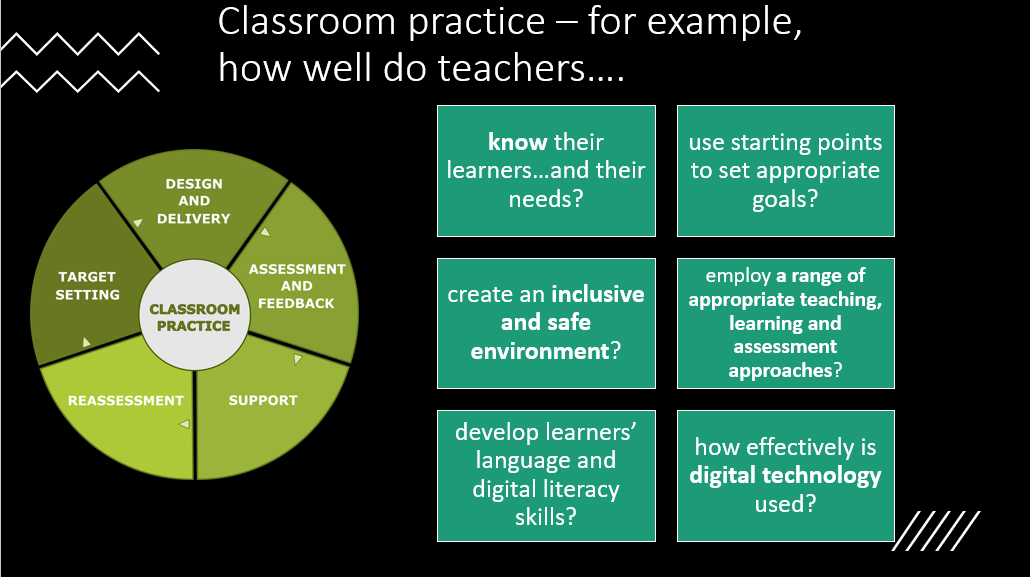 Classroom practice – for example,
how well do teachers….
DESIGN
AND
DELIVERY
ASSESSMENT
AND
FEEDBACK
SUPPORT
REASSESSMENT
TARGET
SETTING
CLASSROOM
PRACTICE
know their
learners…and their
needs?
use starting points
to set appropriate
goals?
create an inclusive
and safe
environment?
employ a range of
appropriate teaching,
learning and
assessment
approaches?
develop learners’
language and
digital literacy
skills?
how effectively is
digital technology
used?